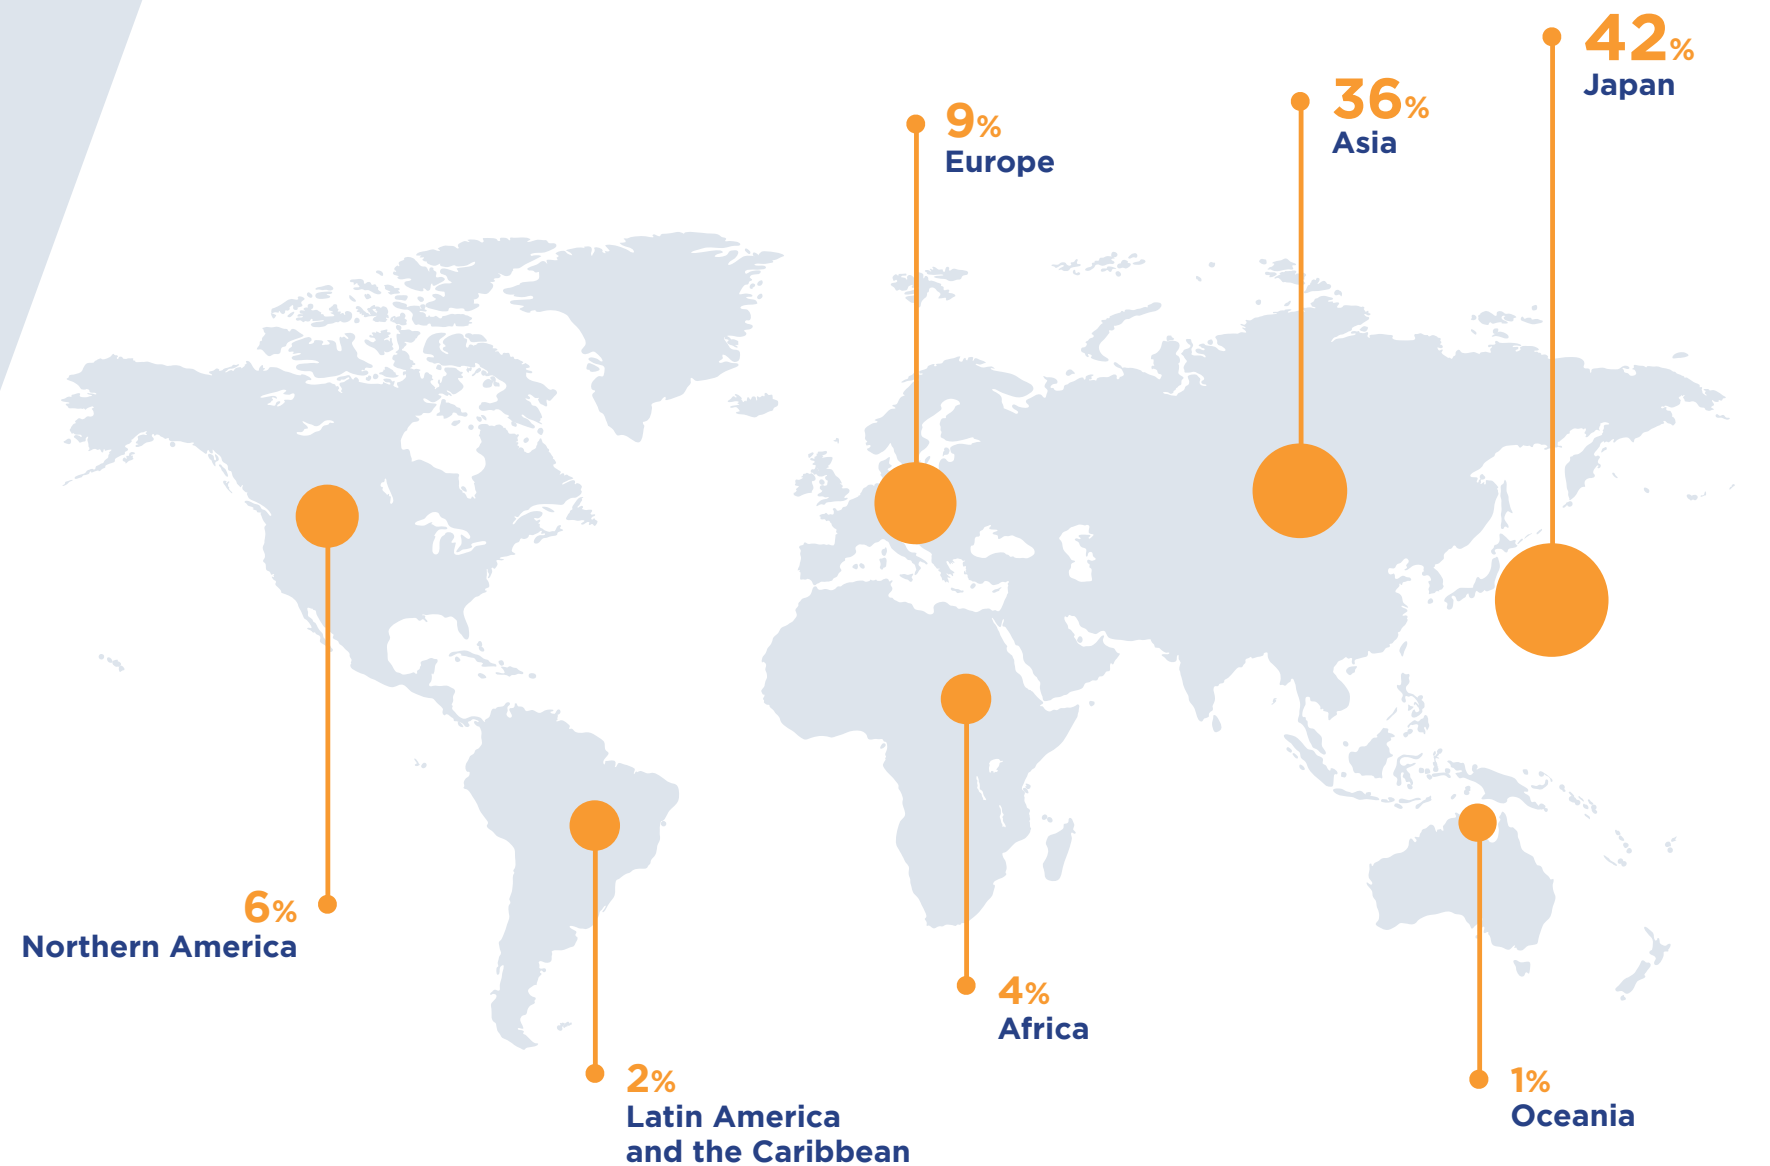 42%
Japan
36%
Asia
9%
Europe
6%
Northern America
4%
Africa
2%
Latin America
and the Caribbean
1%
Oceania